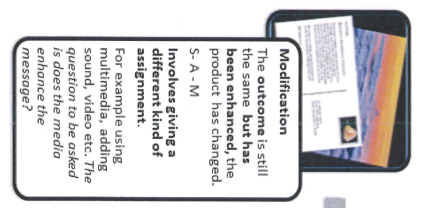 Modification
The outcome is still
the same but has
been enhanced, the
product has changed.
S- A - M
Involves giving a
different kind of
assignment.
For example using
multimedia, adding
sound, video etc. The
question to be asked
is does the media
enhance the
message?